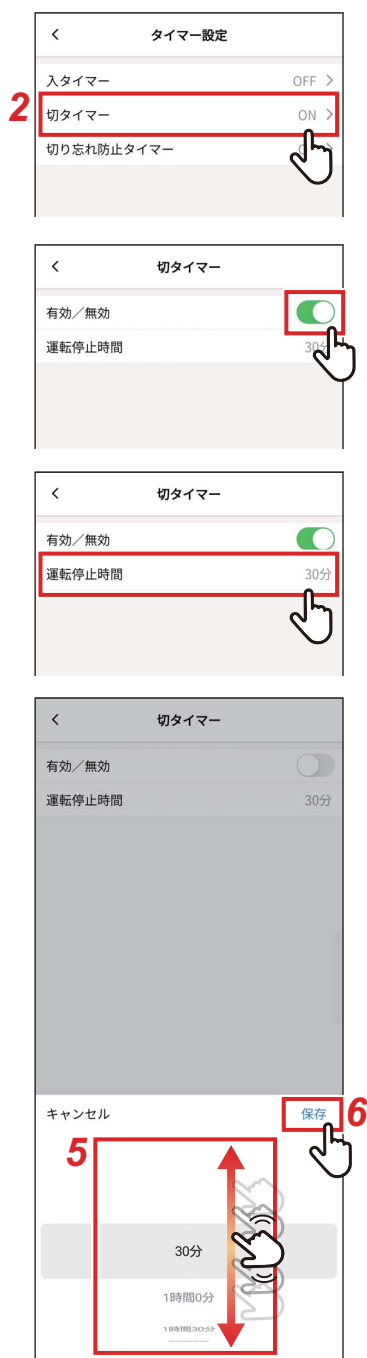 < タイマー設定
入タイマー OFF >
2
切タイマー ON >
切り忘れ防止タイマー
< 切タイマー
有効／無効
運転停止時間 30分
< 切タイマー
有効／無効
運転停止時間 30分
< 切タイマー
有効／無効
運転停止時間 30分
キャンセル 保存 6
5
30分
1時間0分
1時間30分